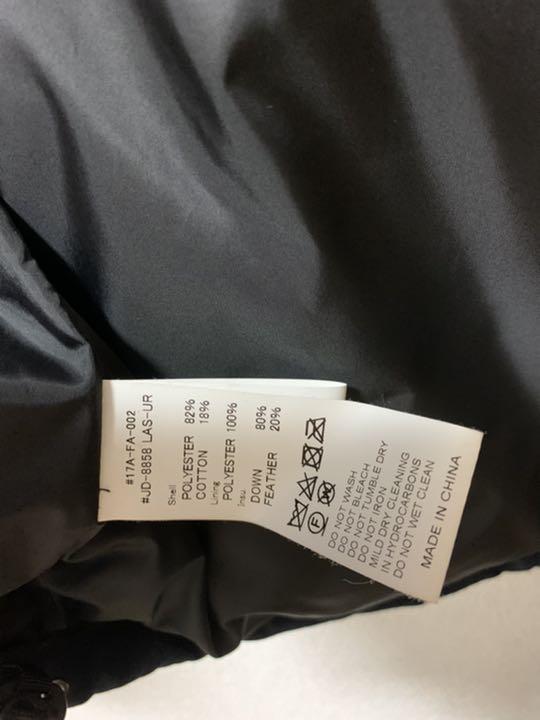 #17A-FA-002
#JD-8858 LAS-UR
Shell
POLYESTER 82%
COTTON 18%
Lining
POLYESTER 100%
Insu
DOWN 80%
FEATHER 20%
F
DO NOT WASH
DO NOT BLEACH
DO NOT TUMBLE DRY
DO NOT IRON
MILD DRY CLEANING
IN HYDROCARBONS
DO NOT WET CLEAN
MADE IN CHINA